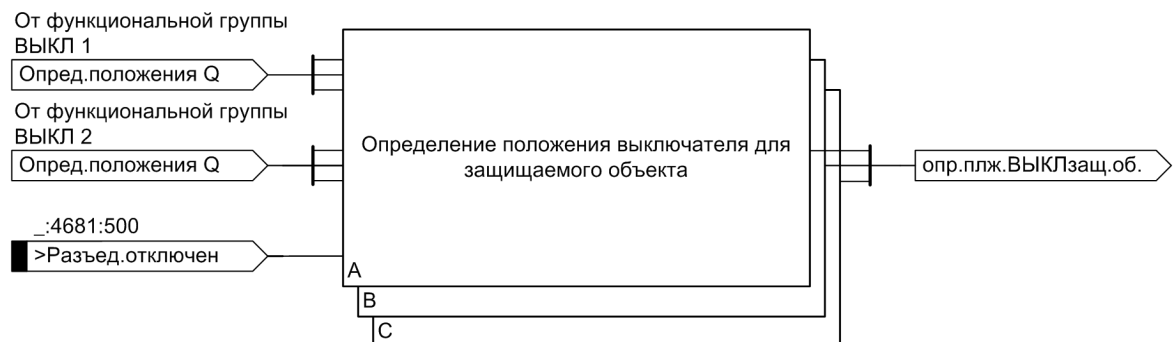 От функциональной группы
ВЫКЛ 1
Опред.положения Q
От функциональной группы
ВЫКЛ 2
Опред.положения Q
_:4681:500
>Разъед.отключен
Определение положения выключателя для
защищаемого объекта
опр.плж.ВЫКЛзащ.об.
A
B
C